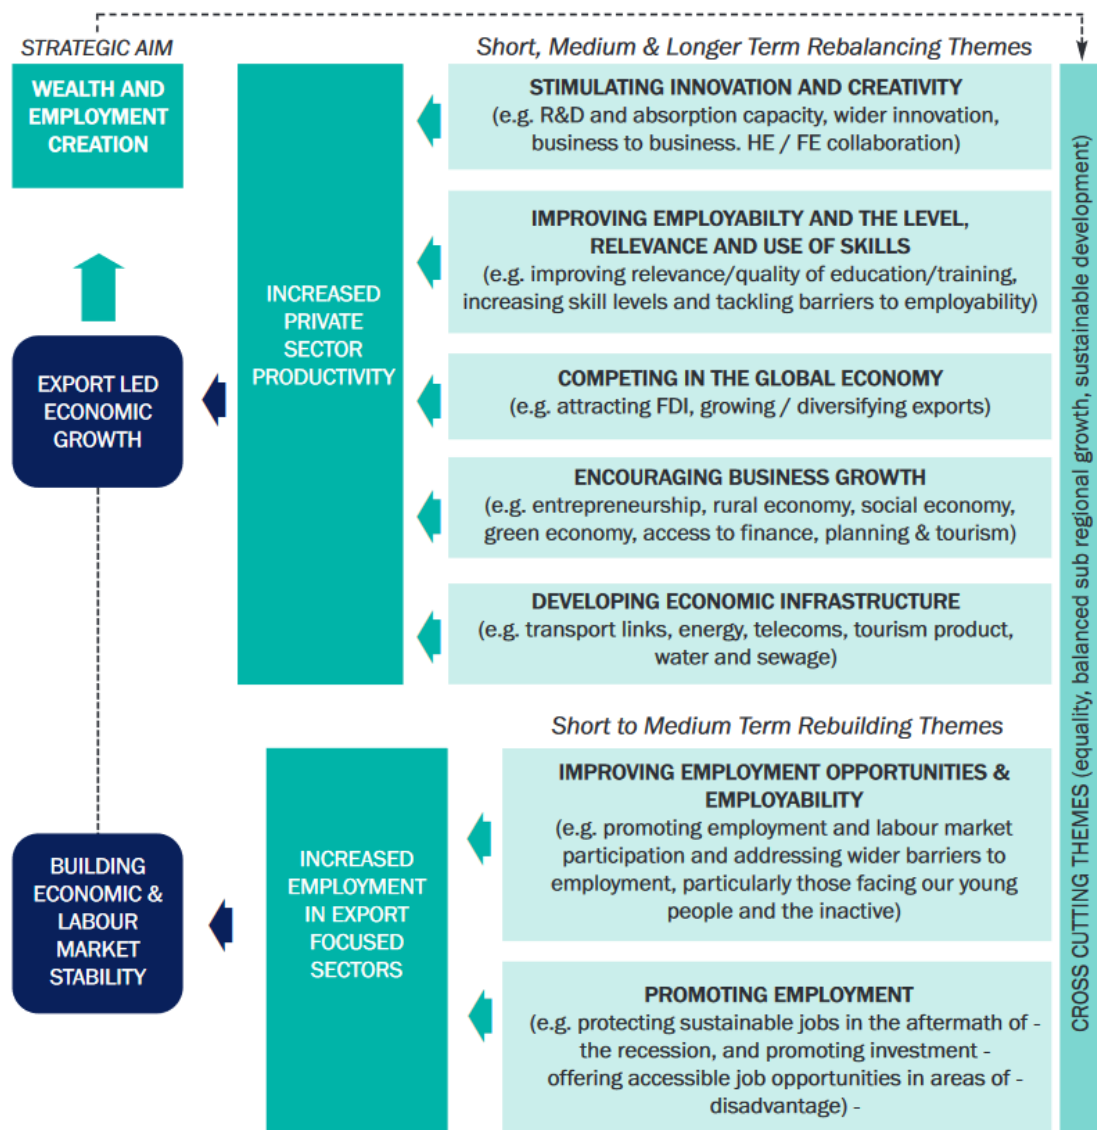 STRATEGIC AIM
WEALTH AND
EMPLOYMENT
CREATION
EXPORT LED
ECONOMIC
GROWTH
BUILDING
ECONOMIC &
LABOUR
MARKET
STABILITY
INCREASED
PRIVATE
SECTOR
PRODUCTIVITY
Short, Medium & Longer Term Rebalancing Themes
STIMULATING INNOVATION AND CREATIVITY
(e.g. R&D and absorption capacity, wider innovation,
business to business. HE / FE collaboration)
IMPROVING EMPLOYABILTY AND THE LEVEL,
RELEVANCE AND USE OF SKILLS
(e.g. improving relevance/quality of education/training,
increasing skill levels and tackling barriers to employability)
COMPETING IN THE GLOBAL ECONOMY
(e.g. attracting FDI, growing / diversifying exports)
ENCOURAGING BUSINESS GROWTH
(e.g. entrepreneurship, rural economy, social economy,
green economy, access to finance, planning & tourism)
DEVELOPING ECONOMIC INFRASTRUCTURE
(e.g. transport links, energy, telecoms, tourism product,
water and sewage)
INCREASED
EMPLOYMENT
IN EXPORT
FOCUSED
SECTORS
Short to Medium Term Rebuilding Themes
IMPROVING EMPLOYMENT OPPORTUNITIES &
EMPLOYABILITY
(e.g. promoting employment and labour market
participation and addressing wider barriers to
employment, particularly those facing our young
people and the inactive)
PROMOTING EMPLOYMENT
(e.g. protecting sustainable jobs in the aftermath of -
the recession, and promoting investment -
offering accessible job opportunities in areas of -
disadvantage) -
CROSS CUTTING THEMES (equality, balanced sub regional growth, sustainable development)